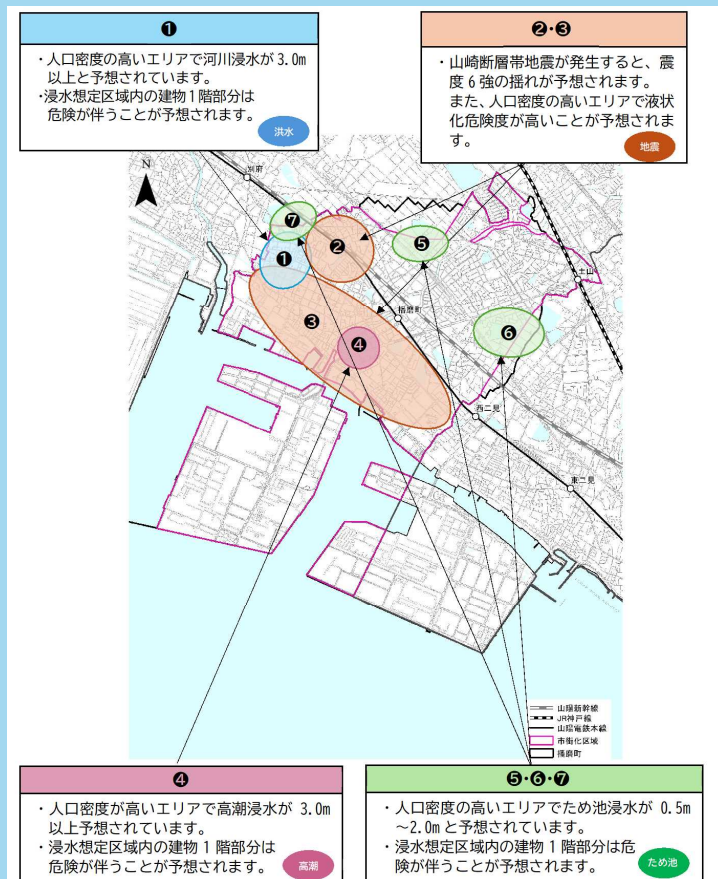 ❶
・人口密度の高いエリアで河川浸水が3.0m
以上と予想されています。
・浸水想定区域内の建物1階部分は
危険が伴うことが予想されます。
洪水
❷・❸
・山崎断層帯地震が発生すると、震
度6強の揺れが予想されます。
また、人口密度の高いエリアで液状
化危険度が高いことが予想されま
す。
地震
N
別府
❼
❷
❺
❶
土山
播磨町
❸
❹
❻
西二見
東二見
山陽新幹線
JR神戸線
山陽電鉄本線
市街化区域
播磨町
❹
・人口密度が高いエリアで高潮浸水が 3.0m
以上予想されています。
・浸水想定区域内の建物 1 階部分は
危険が伴うことが予想されます。
高潮
❺・❻・❼
・人口密度の高いエリアでため池浸水が 0.5m
～2.0mと予想されています。
・浸水想定区域内の建物 1 階部分は危
険が伴うことが予想されます。
ため池